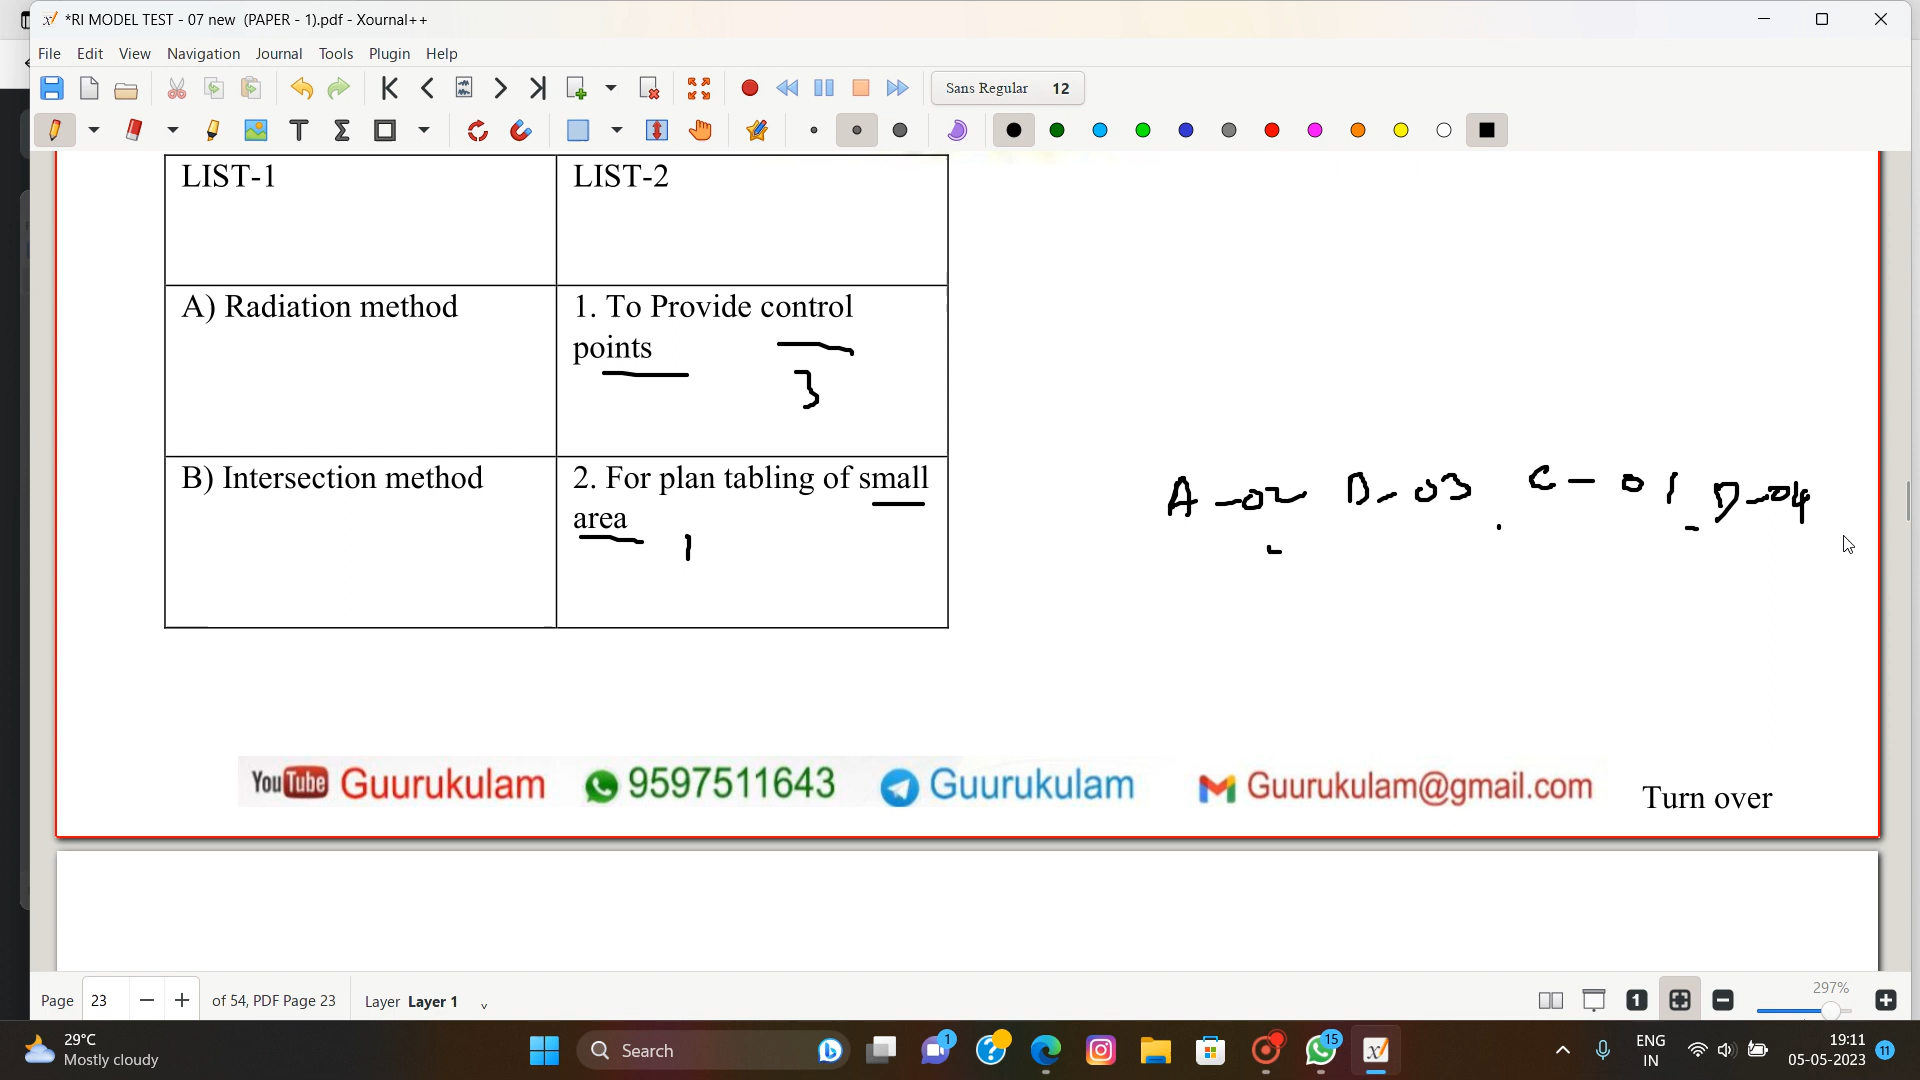 *RI MODEL TEST - 07 new (PAPER - 1).pdf - Xournal++
File Edit View Navigation Journal Tools Plugin Help
Sans Regular 12
LIST-1 LIST-2
A) Radiation method 1. To Provide control
points
3
B) Intersection method 2. For plan tabling of small
area
1
A - 02 B - 03 C - 01 D - 04
YouTube Guurukulam 9597511643 Guurukulam Guurukulam@gmail.com Turn over
Page 23 of 54, PDF Page 23 Layer Layer 1 297%
29°C
Mostly cloudy
Search
1
15
ENG
IN
19:11
05-05-2023
11